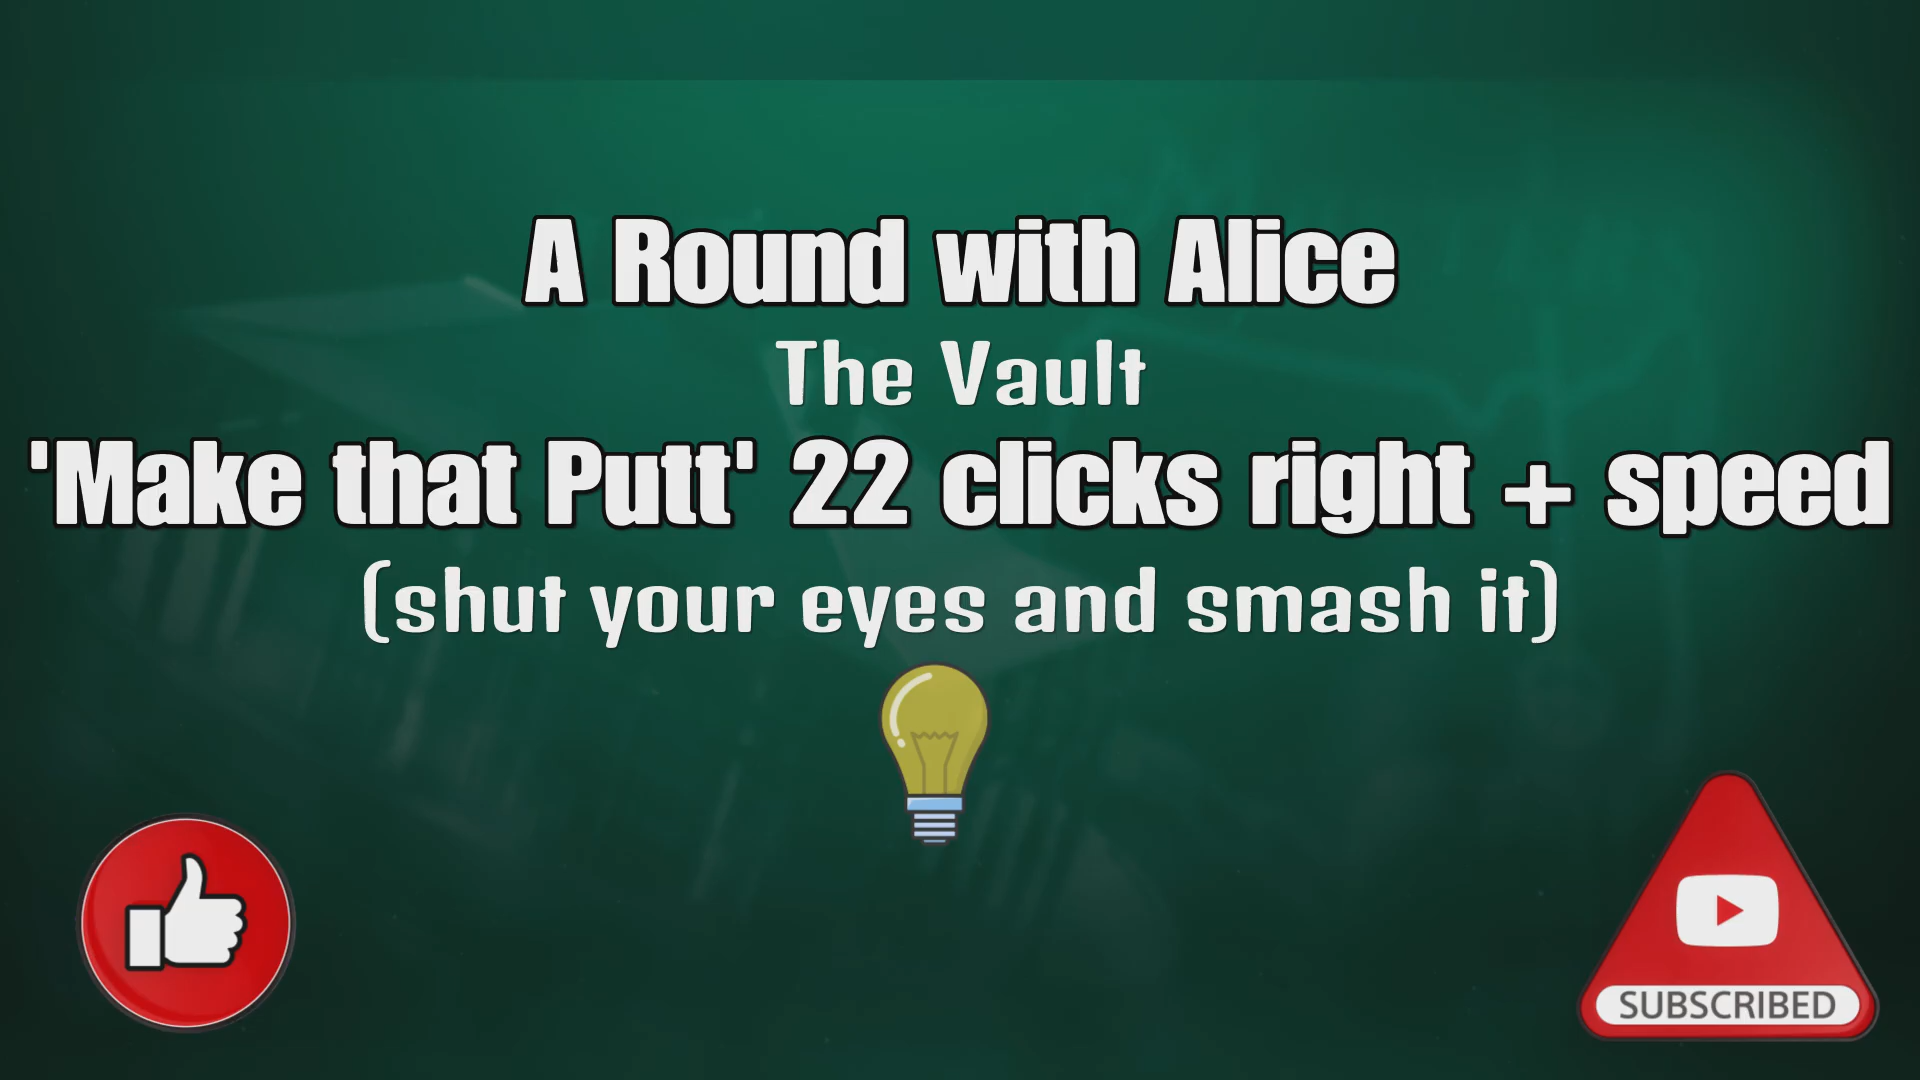 A Round with Alice
The Vault
'Make that Putt' 22 clicks right + speed
(shut your eyes and smash it)
SUBSCRIBED